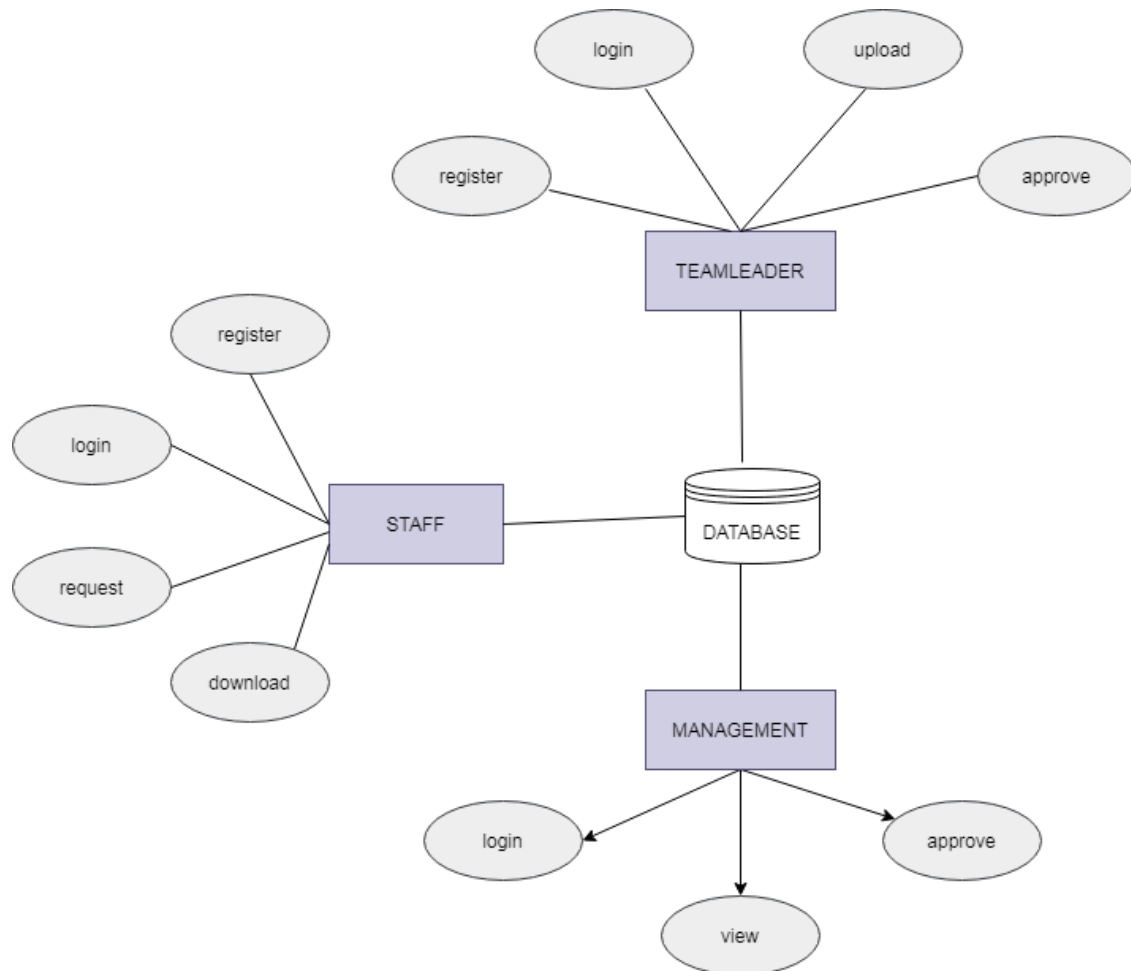 login
upload
register
approve
TEAMLEADER
register
login
STAFF
DATABASE
request
download
MANAGEMENT
login
approve
view